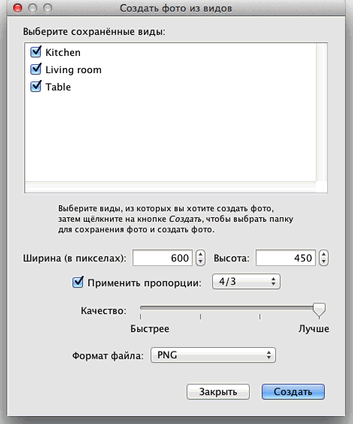 Создать фото из видов
Выберите сохранённые виды:
Kitchen
Living room
Table
Выберите виды, из которых вы хотите создать фото,
затем щёлкните на кнопке Создать, чтобы выбрать папку
для сохранения фото и создать фото.
Ширина (в пикселах): 600 Высота: 450
Применить пропорции: 4/3
Качество:
Быстрее Лучше
Формат файла: PNG
Закрыть Создать